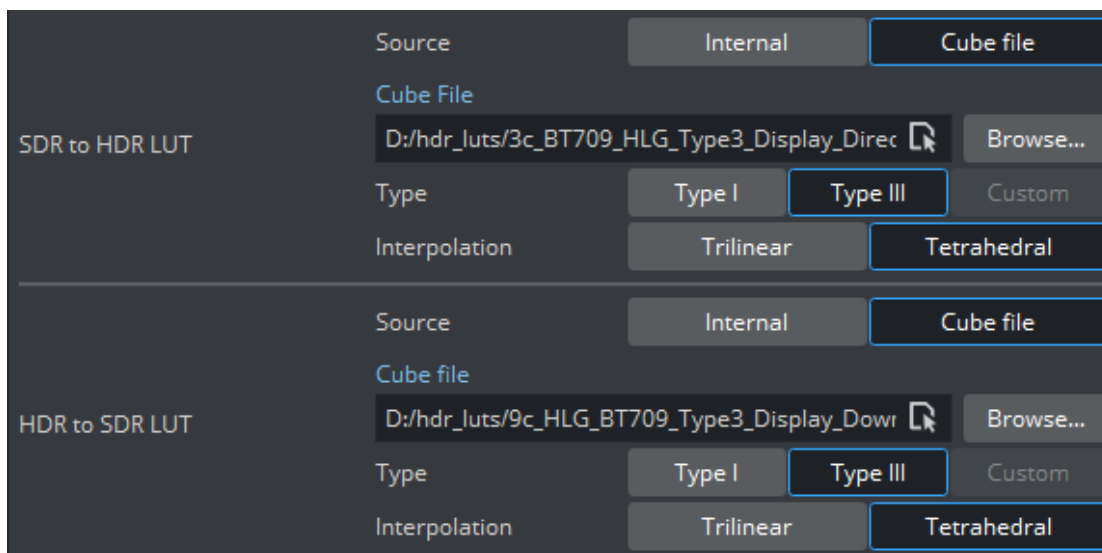 Source Internal Cube file
Cube File
SDR to HDR LUT D:/hdr_luts/3c_BT709_HLG_Type3_Display_Direc Browse...
Type Type I Type III Custom
Interpolation Trilinear Tetrahedral
Source Internal Cube file
Cube file
HDR to SDR LUT D:/hdr_luts/9c_HLG_BT709_Type3_Display_Dowr Browse...
Type Type I Type III Custom
Interpolation Trilinear Tetrahedral